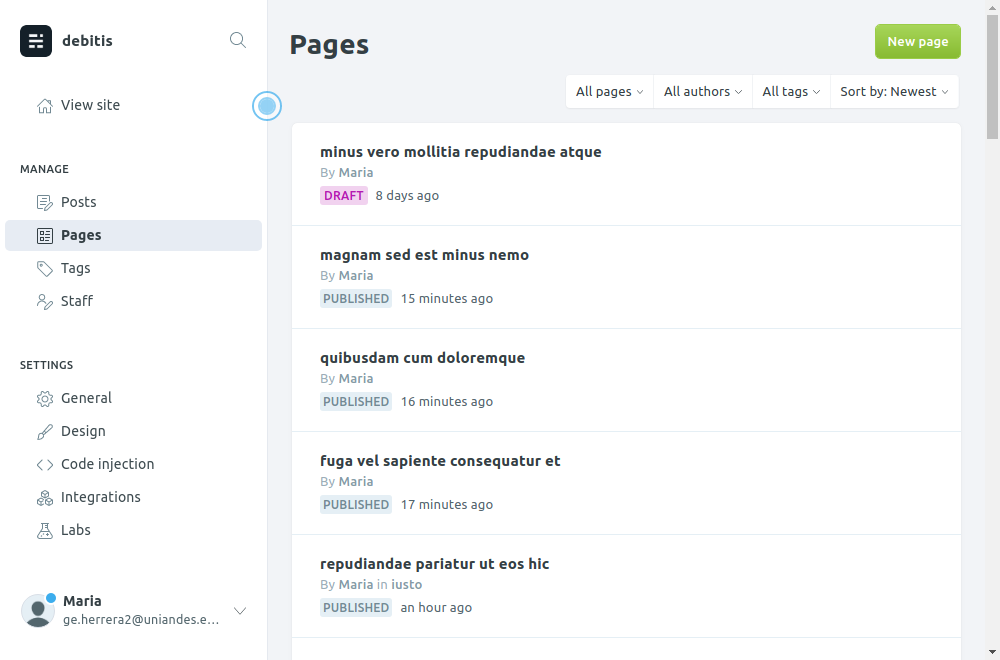 debitis
View site
MANAGE
Posts
Pages
Tags
Staff
SETTINGS
General
Design
Code injection
Integrations
Labs
Maria
ge.herrera2@uniandes.e...
Pages
New page
All pages
All authors
All tags
Sort by: Newest
minus vero mollitia repudiandae atque
By Maria
DRAFT 8 days ago
magnam sed est minus nemo
By Maria
PUBLISHED 15 minutes ago
quibusdam cum doloremque
By Maria
PUBLISHED 16 minutes ago
fuga vel sapiente consequatur et
By Maria
PUBLISHED 17 minutes ago
repudiandae pariatur ut eos hic
By Maria in iusto
PUBLISHED an hour ago